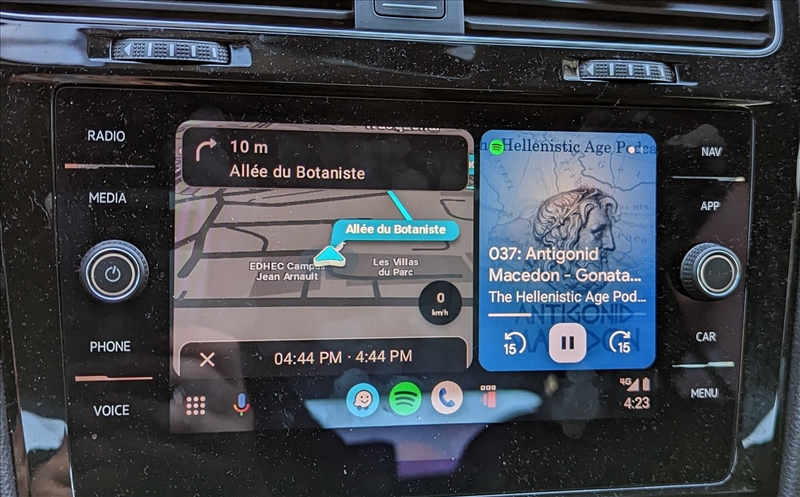 RADIO
MEDIA
PHONE
VOICE
10 m
Allée du Botaniste
Allée du Botaniste
EDHEC Campus
Jean Arnault
Les Villas
du Parc
0
km/h
04:44 PM · 4:44 PM
Hellenistic Age Podca
037: Antigonid
Macedon - Gonata...
The Hellenistic Age Pod...
ANTIGONID
15
15
4G
4:23
NAV
APP
CAR
MENU